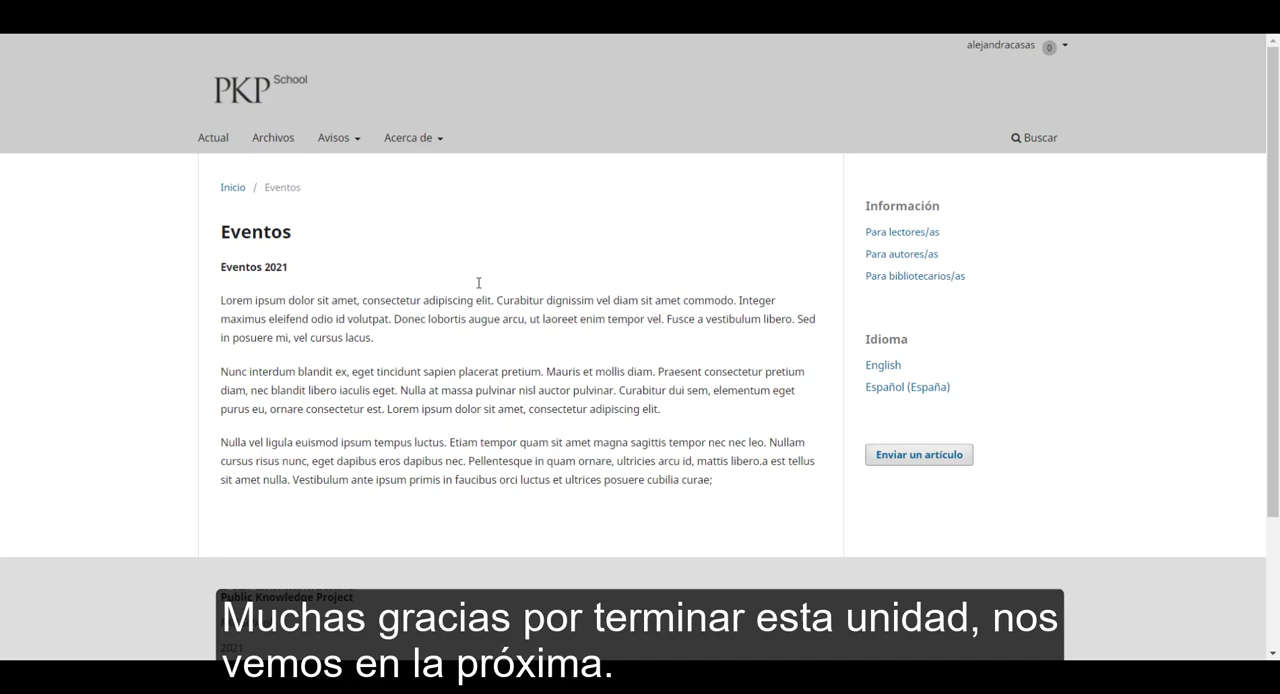 alejandracasas 0
PKP School
Actual Archivos Avisos Acerca de Buscar
Inicio / Eventos
Eventos
Eventos 2021
Lorem ipsum dolor sit amet, consectetur adipiscing elit. Curabitur dignissim vel diam sit amet commodo. Integer
maximus eleifend odio id volutpat. Donec lobortis augue arcu, ut laoreet enim tempor vel. Fusce a vestibulum libero. Sed
in posuere mi, vel cursus lacus.
Nunc interdum blandit ex, eget tincidunt sapien placerat pretium. Mauris et mollis diam. Praesent consectetur pretium
diam, nec blandit libero iaculis eget. Nulla at massa pulvinar nisl auctor pulvinar. Curabitur dui sem, elementum eget
purus eu, ornare consectetur est. Lorem ipsum dolor sit amet, consectetur adipiscing elit.
Nulla vel ligula euismod ipsum tempus luctus. Etiam tempor quam sit amet magna sagittis tempor nec nec leo. Nullam
cursus risus nunc, eget dapibus eros dapibus nec. Pellentesque in quam ornare, ultricies arcu id, mattis libero.a est tellus
sit amet nulla. Vestibulum ante ipsum primis in faucibus orci luctus et ultrices posuere cubilia curae;
Información
Para lectores/as
Para autores/as
Para bibliotecarios/as
Idioma
English
Español (España)
Enviar un artículo
Public Knowledge Project
2021
Muchas gracias por terminar esta unidad, nos
vemos en la próxima.